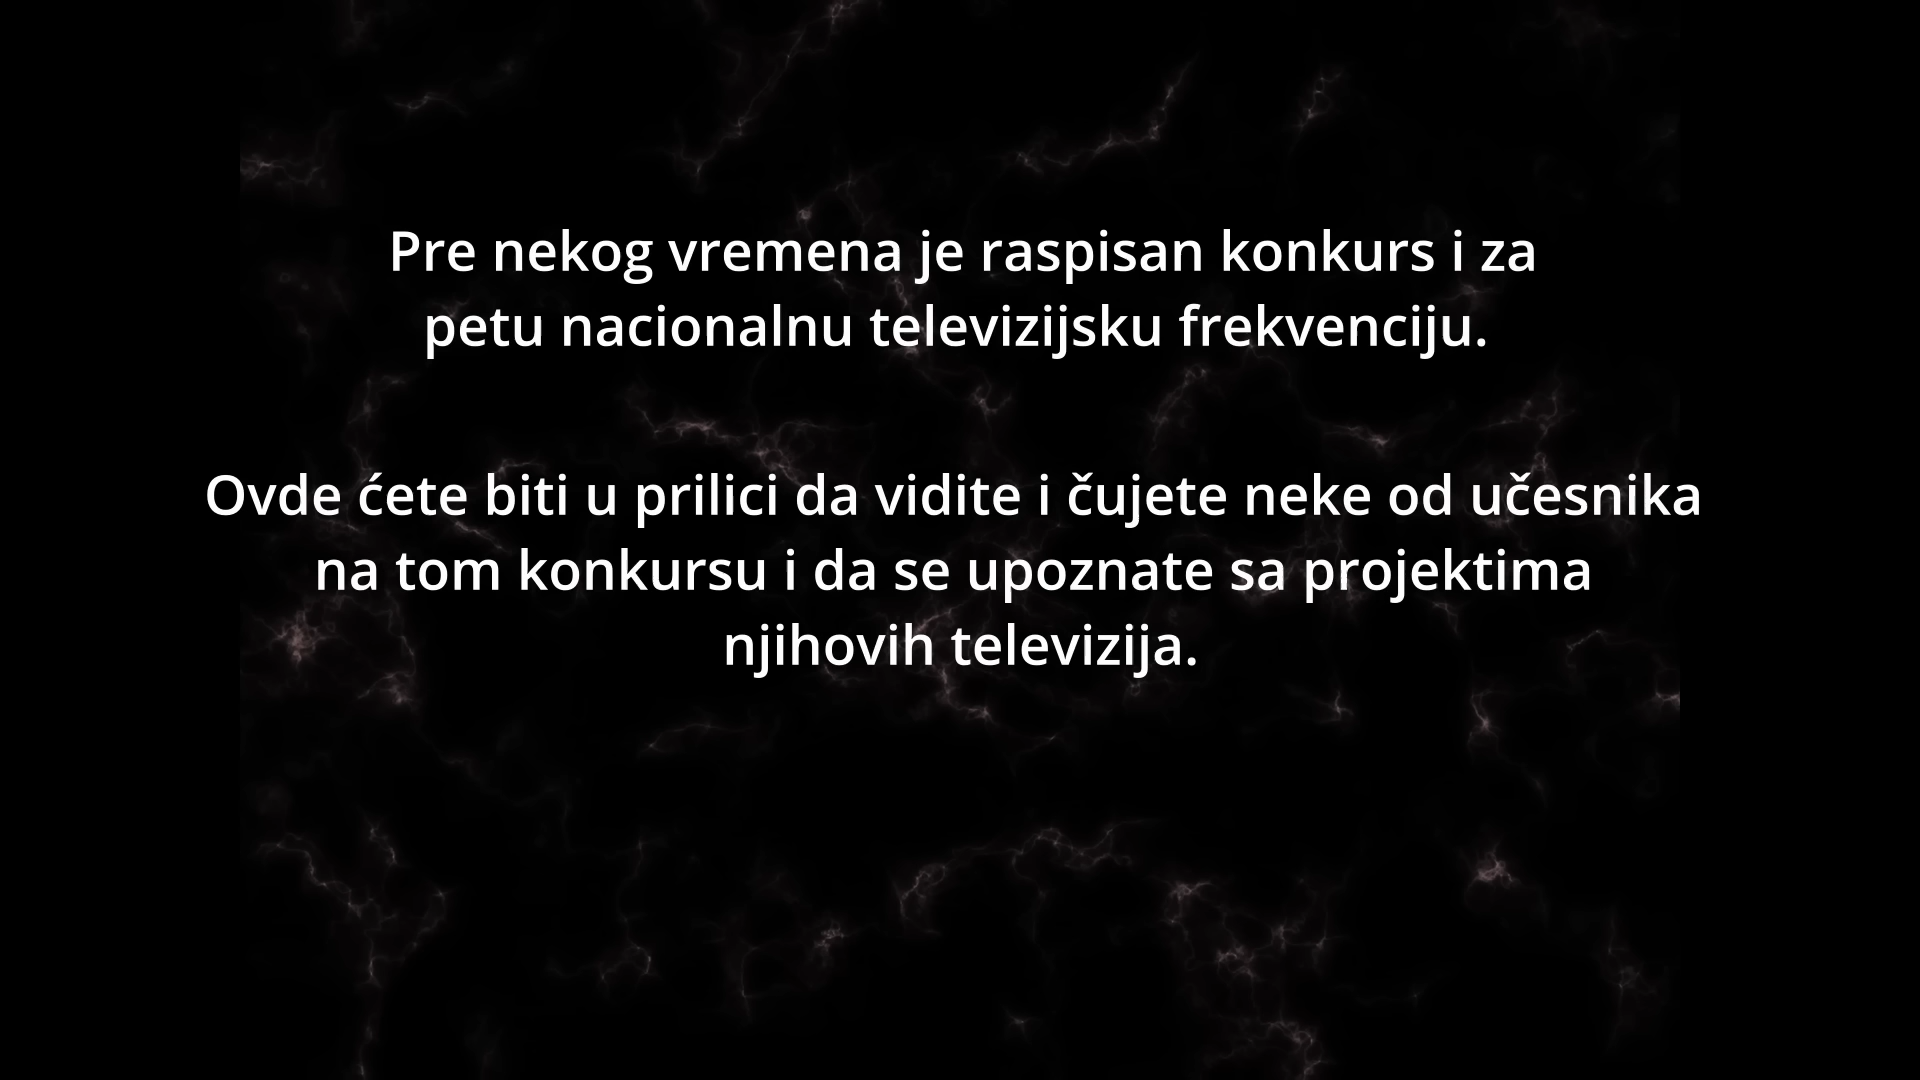 Pre nekog vremena je raspisan konkurs i za
petu nacionalnu televizijsku frekvenciju.
Ovde ćete biti u prilici da vidite i čujete neke od učesnika
na tom konkursu i da se upoznate sa projektima
njihovih televizija.